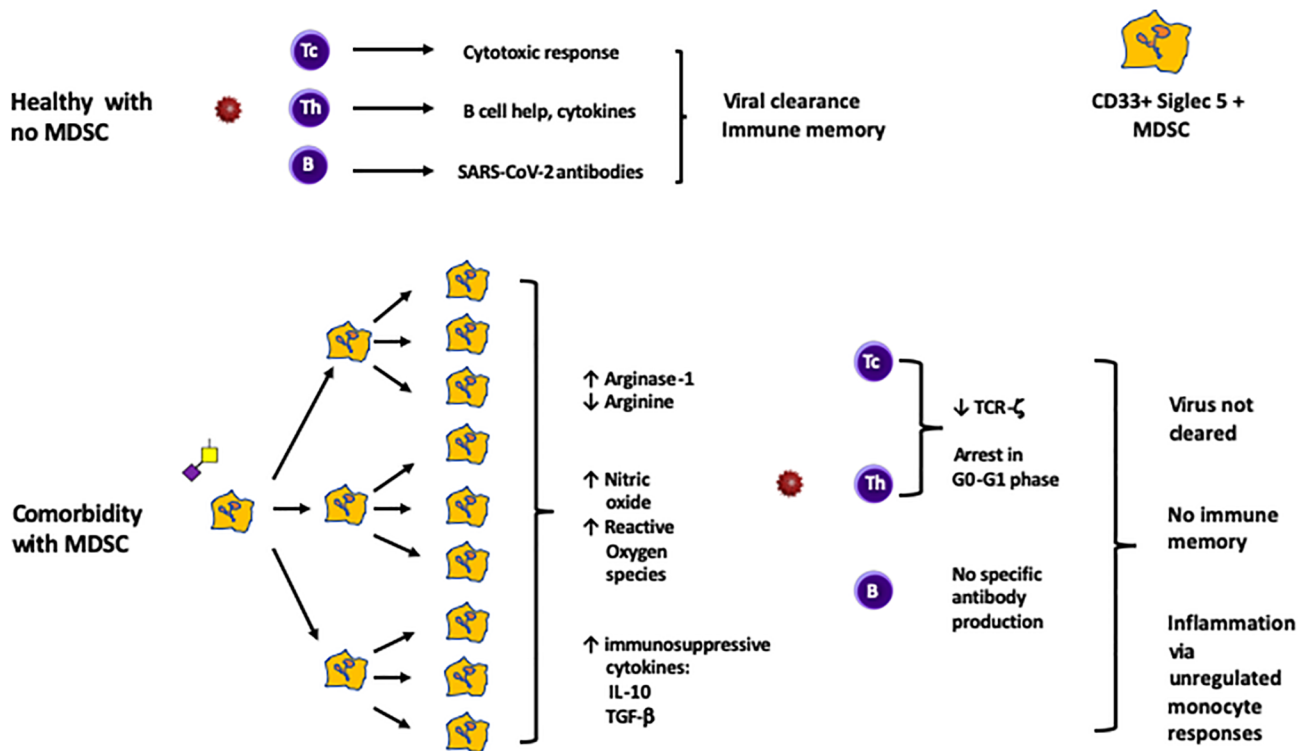 Healthy with
no MDSC
Tc
Cytotoxic response
Th
B cell help, cytokines
B
SARS-CoV-2 antibodies
Viral clearance
Immune memory
CD33+ Siglec 5 +
MDSC
Comorbidity
with MDSC
↑ Arginase-1
↓ Arginine
↑ Nitric
oxide
↑ Reactive
Oxygen
species
↑ immunosuppressive
cytokines:
IL-10
TGF-β
Tc
Th
B
↓ TCR-ζ
Arrest in
G0-G1 phase
No specific
antibody
production
Virus not
cleared
No immune
memory
Inflammation
via
unregulated
monocyte
responses